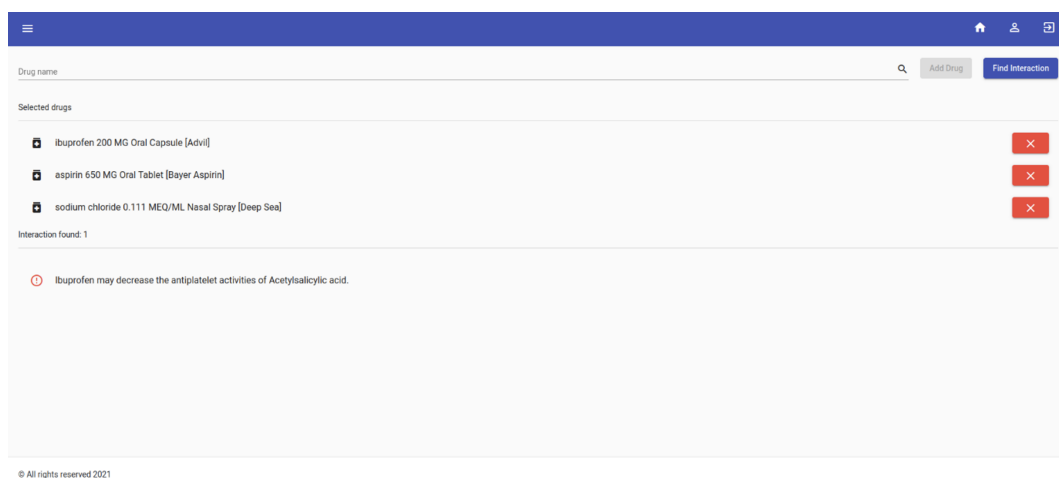 Drug name
Add Drug
Find Interaction
Selected drugs
ibuprofen 200 MG Oral Capsule [Advil]
aspirin 650 MG Oral Tablet [Bayer Aspirin]
sodium chloride 0.111 MEQ/ML Nasal Spray [Deep Sea]
Interaction found: 1
Ibuprofen may decrease the antiplatelet activities of Acetylsalicylic acid.
© All rights reserved 2021